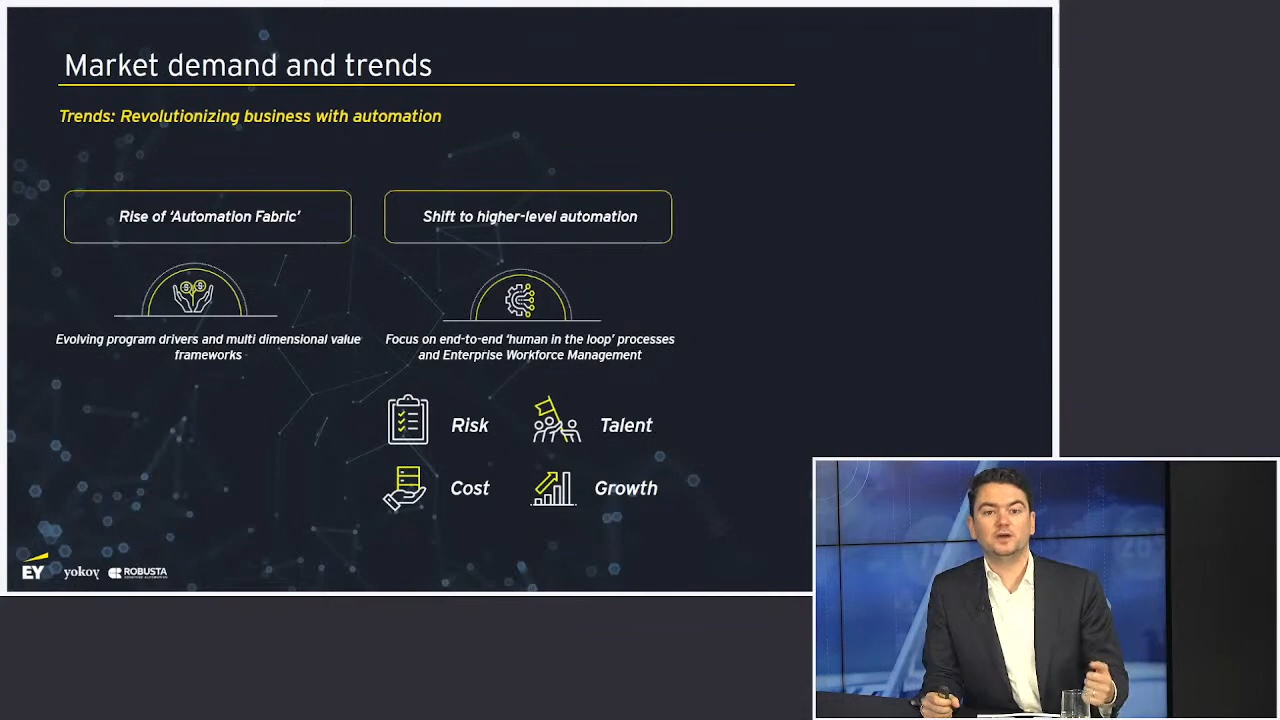 Market demand and trends
Trends: Revolutionizing business with automation
Rise of ‘Automation Fabric’
Shift to higher-level automation
Evolving program drivers and multi dimensional value
frameworks
Focus on end-to-end ‘human in the loop’ processes
and Enterprise Workforce Management
Risk
Talent
Cost
Growth
EY
yokoy
ROBUSTA